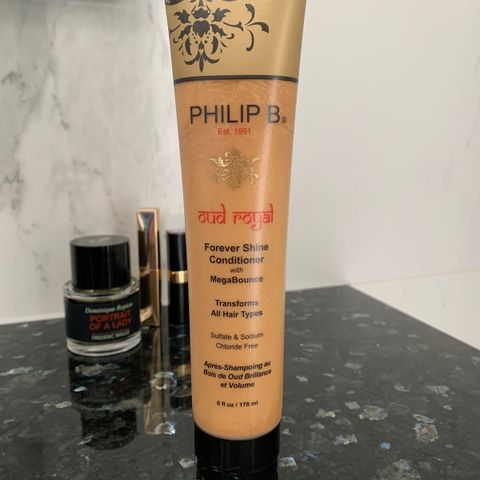 PHILIP B®
Est. 1991
oud royal
Forever Shine
Conditioner
with
MegaBounce
Transforms
All Hair Types
Sulfate & Sodium
Chloride Free
Après-Shampoing au
Bois de Oud Brillance
et Volume
6 fl oz / 178 ml
Dominique Ropion
PORTRAIT
OF A LADY
FREDERIC MALLE